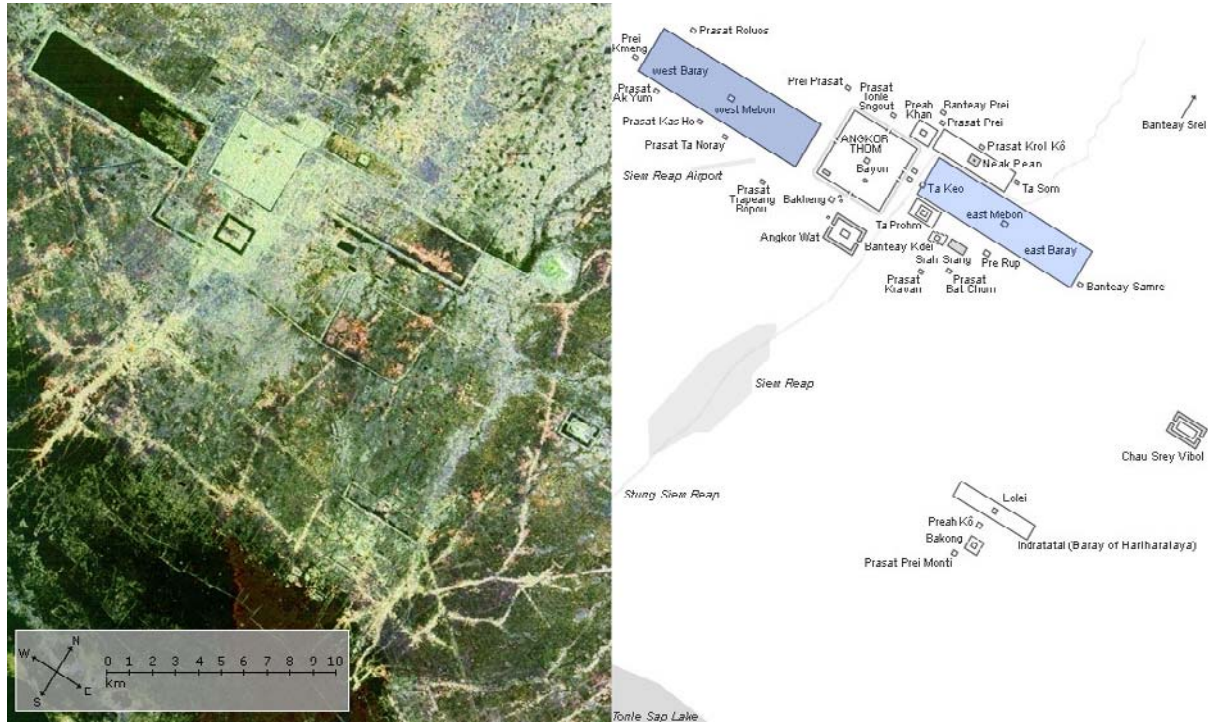 Prei
Kmeng
Prasat Roluos
west Baray
Prasat
Ak Yum
west Mebon
Prei Prasat
Prasat
Tonle
Sngout
Preah
Khan
Banteay Prei
Prasat Prei
Banteay Srei
Prasat Kas Ho
Prasat Ta Noray
ANGKOR
THOM
Bayon
Prasat Krol Kô
Neak Pean
Siem Reap Airport
Ta Keo
Ta Som
Prasat
Trapeang
Ropou
Bakheng
Ta Prohm
east Mebon
Angkor Wat
Banteay Kdei
Srah Srang
Pre Rup
east Baray
Prasat
Kravan
Prasat
Bat Chum
Banteay Samre
Siem Reap
Chau Srey Vibol
Stung Siem Reap
Lolei
Preah Kô
Bakong
Indratatal (Baray of Hariharalaya)
Prasat Prei Monti
Tonle Sap Lake
N
W
E
S
0 1 2 3 4 5 6 7 8 9 10
km